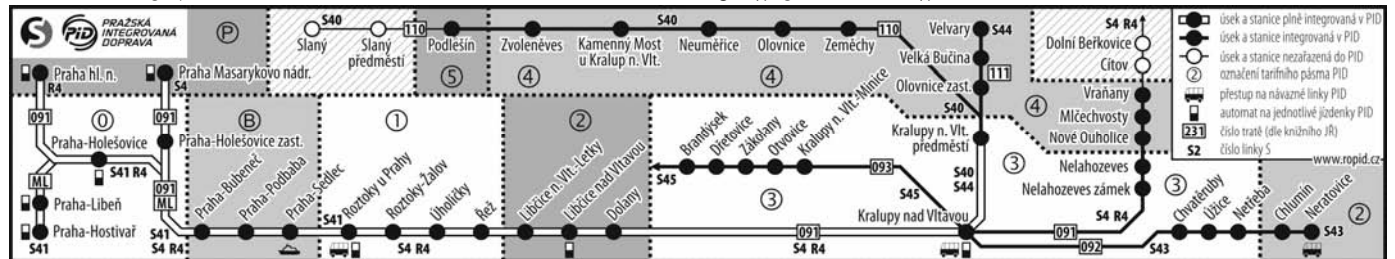 S
PID
PRAŽSKÁ
INTEGROVANÁ
DOPRAVA
P
Slaný
Slaný
předměstí
S40
110
Podlešín
5
Zvoleněves
4
Kamenný Most
u Kralup n. Vlt.
S40
Neuměřice
Olovnice
4
Zeměchy
110
Velvary
S44
Velká Bučina
111
Olovnice zast.
S40
Kralupy n. Vlt.
předměstí
S4 R4
Dolní Beřkovice
Cítov
Vraňany
4
Mlčechvosty
Nové Ouholice
Nelahozeves
Nelahozeves zámek
3
3
S40
S44
S4 R4
úsek a stanice plně integrovaná v PID
úsek a stanice integrovaná v PID
úsek a stanice nezařazená do PID
2 označení tarifního pásma PID
přestup na návazné linky PID
automat na jednotlivé jízdenky PID
231 číslo tratě (dle knižního JŘ)
S2 číslo linky S
www.ropid.cz
Praha hl. n.
R4
091
0
Praha-Holešovice
S41 R4
ML
Praha-Libeň
Praha-Hostivař
S41
Praha Masarykovo nádr.
S4
091
Praha-Holešovice zast.
091
ML
S41
S4 R4
B
Praha-Bubeneč
Praha-Podbaba
Praha-Sedlec
1
S41
Roztoky u Prahy
Roztoky-Žalov
S4 R4
Úholičky
Řež
2
Libčice n. Vlt.-Letky
Libčice nad Vltavou
Dolany
S45
Brandýsek
Dřetovice
Zákolany
Otvovice
Kralupy n. Vlt.-Minice
093
S45
3
091
S4 R4
Kralupy nad Vltavou
091
092
S43
Chvatěruby
Úžice
Netřeba
Chlumín
Neratovice
S43
2